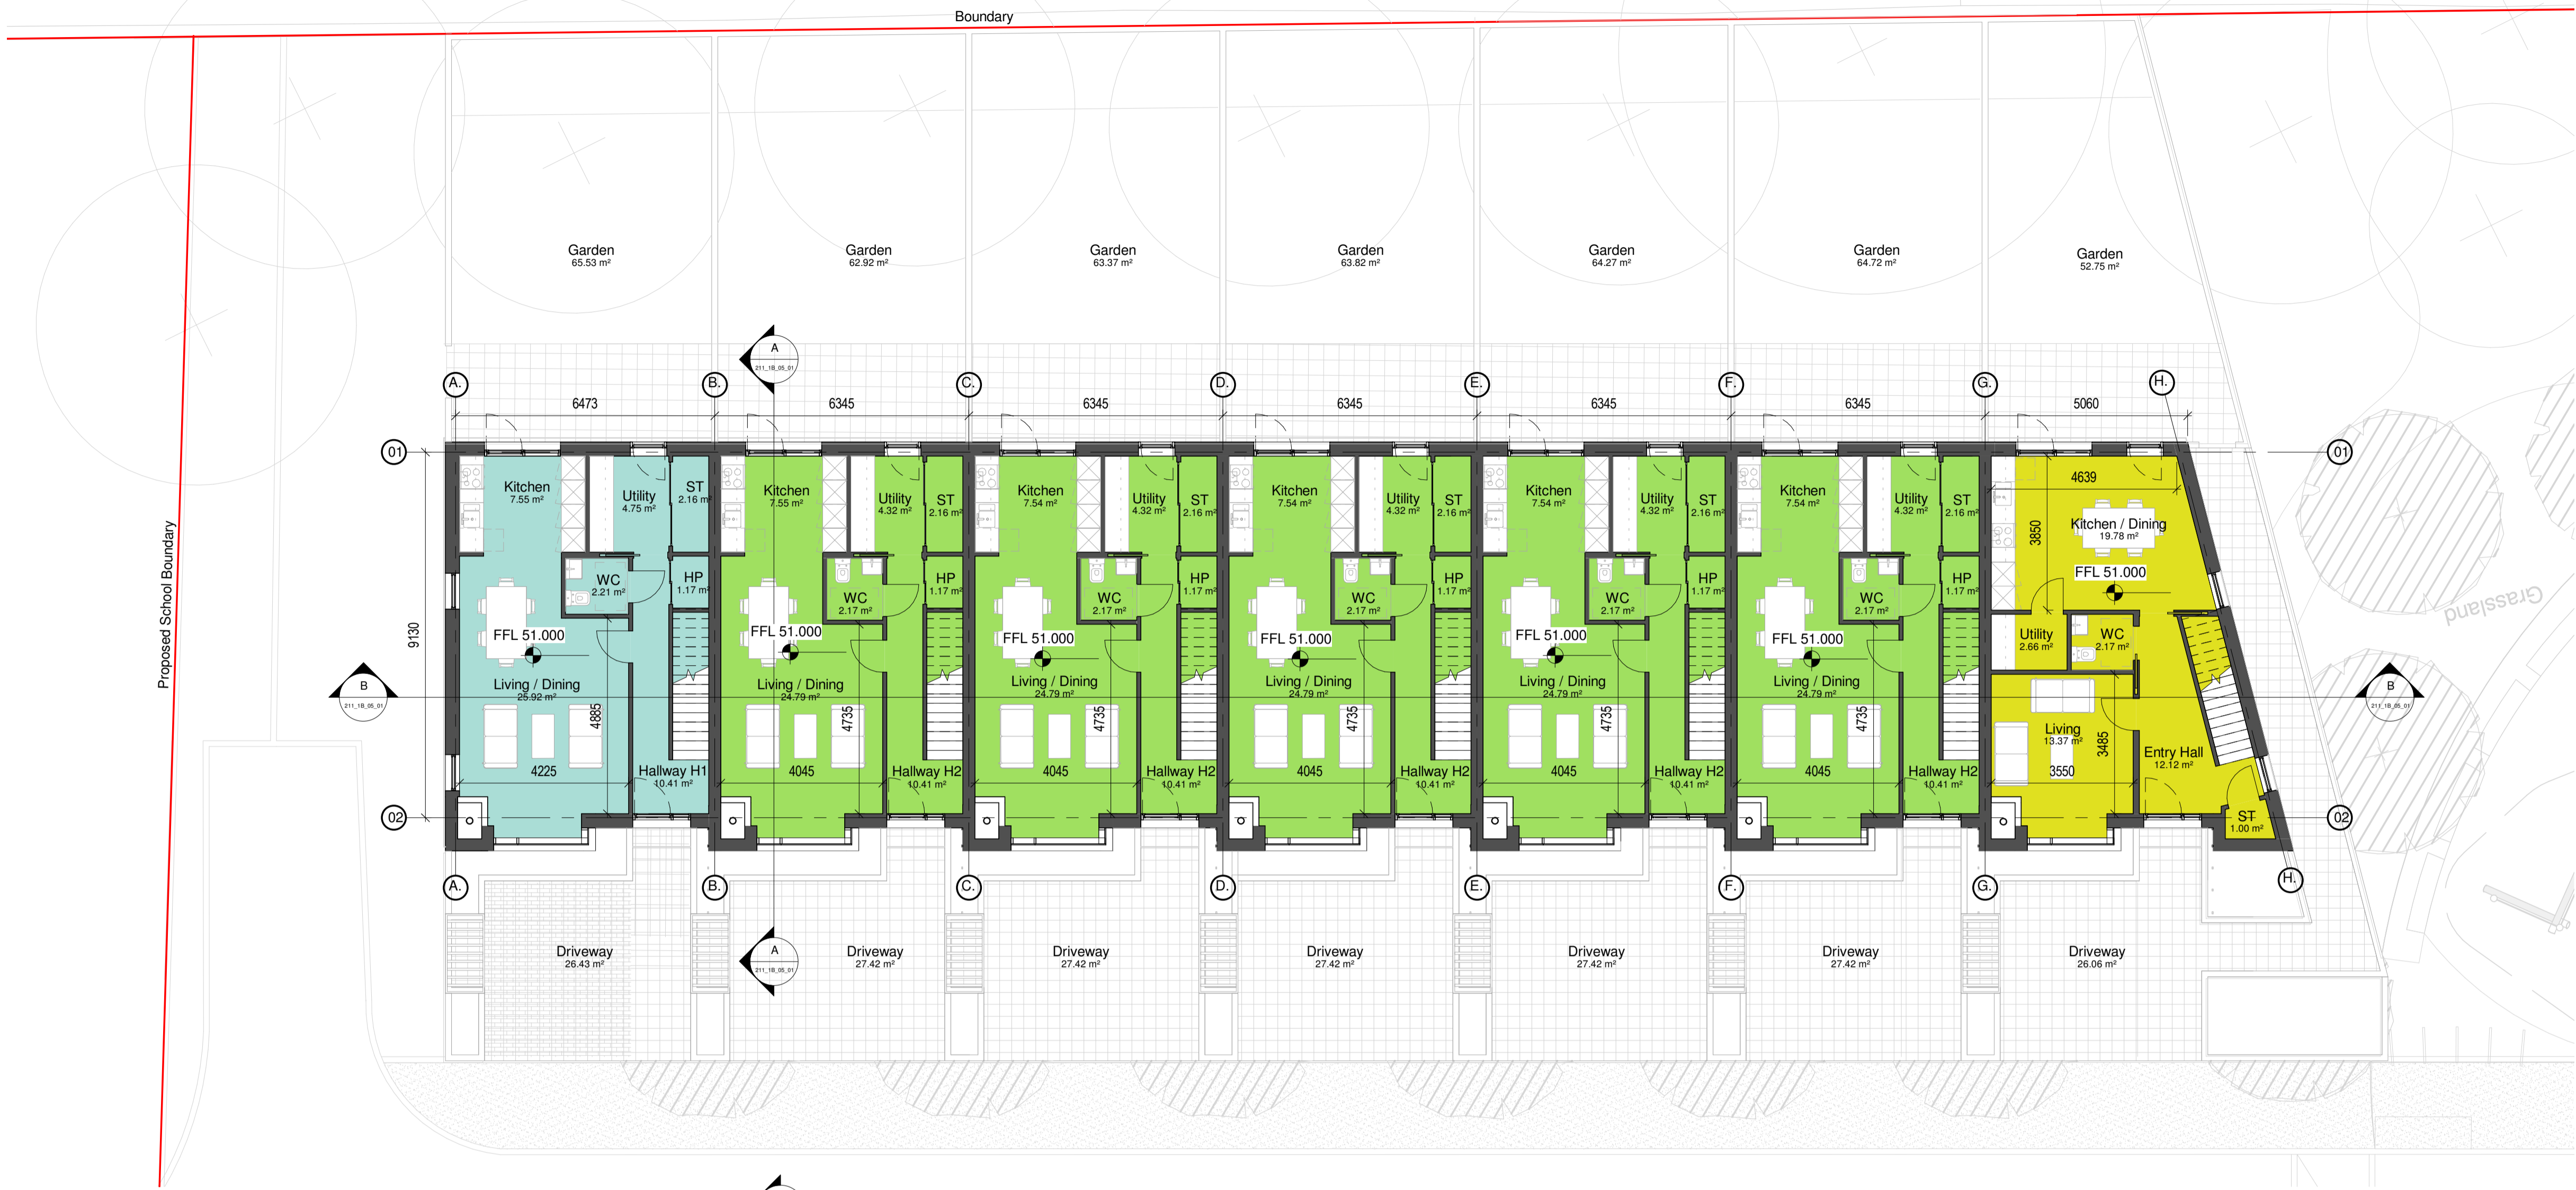 Boundary
Proposed School Boundary
Garden
65.53 m²
Garden
62.92 m²
Garden
63.37 m²
Garden
63.82 m²
Garden
64.27 m²
Garden
64.72 m²
Garden
52.75 m²
A
211_1B_05_01
A.
B.
C.
D.
E.
F.
G.
H.
6473
6345
6345
6345
6345
6345
5060
01
01
9130
Kitchen
7.55 m²
Utility
4.75 m²
ST
2.16 m²
WC
2.21 m²
HP
1.17 m²
FFL 51.000
Living / Dining
25.92 m²
4885
4225
Hallway H1
10.41 m²
Kitchen
7.55 m²
Utility
4.32 m²
ST
2.16 m²
WC
2.17 m²
HP
1.17 m²
FFL 51.000
Living / Dining
24.79 m²
4735
4045
Hallway H2
10.41 m²
Kitchen
7.54 m²
Utility
4.32 m²
ST
2.16 m²
WC
2.17 m²
HP
1.17 m²
FFL 51.000
Living / Dining
24.79 m²
4735
4045
Hallway H2
10.41 m²
Kitchen
7.54 m²
Utility
4.32 m²
ST
2.16 m²
WC
2.17 m²
HP
1.17 m²
FFL 51.000
Living / Dining
24.79 m²
4735
4045
Hallway H2
10.41 m²
Kitchen
7.54 m²
Utility
4.32 m²
ST
2.16 m²
WC
2.17 m²
HP
1.17 m²
FFL 51.000
Living / Dining
24.79 m²
4735
4045
Hallway H2
10.41 m²
Kitchen
7.54 m²
Utility
4.32 m²
ST
2.16 m²
WC
2.17 m²
HP
1.17 m²
FFL 51.000
Living / Dining
24.79 m²
4735
4045
Hallway H2
10.41 m²
4639
3850
Kitchen / Dining
19.78 m²
FFL 51.000
Utility
2.66 m²
WC
2.17 m²
Living
13.37 m²
3485
3550
Entry Hall
12.12 m²
ST
1.00 m²
Grassland
B
211_1B_05_01
B
211_1B_05_01
02
02
A.
B.
C.
D.
E.
F.
G.
H.
A
211_1B_05_01
Driveway
26.43 m²
Driveway
27.42 m²
Driveway
27.42 m²
Driveway
27.42 m²
Driveway
27.42 m²
Driveway
27.42 m²
Driveway
26.06 m²